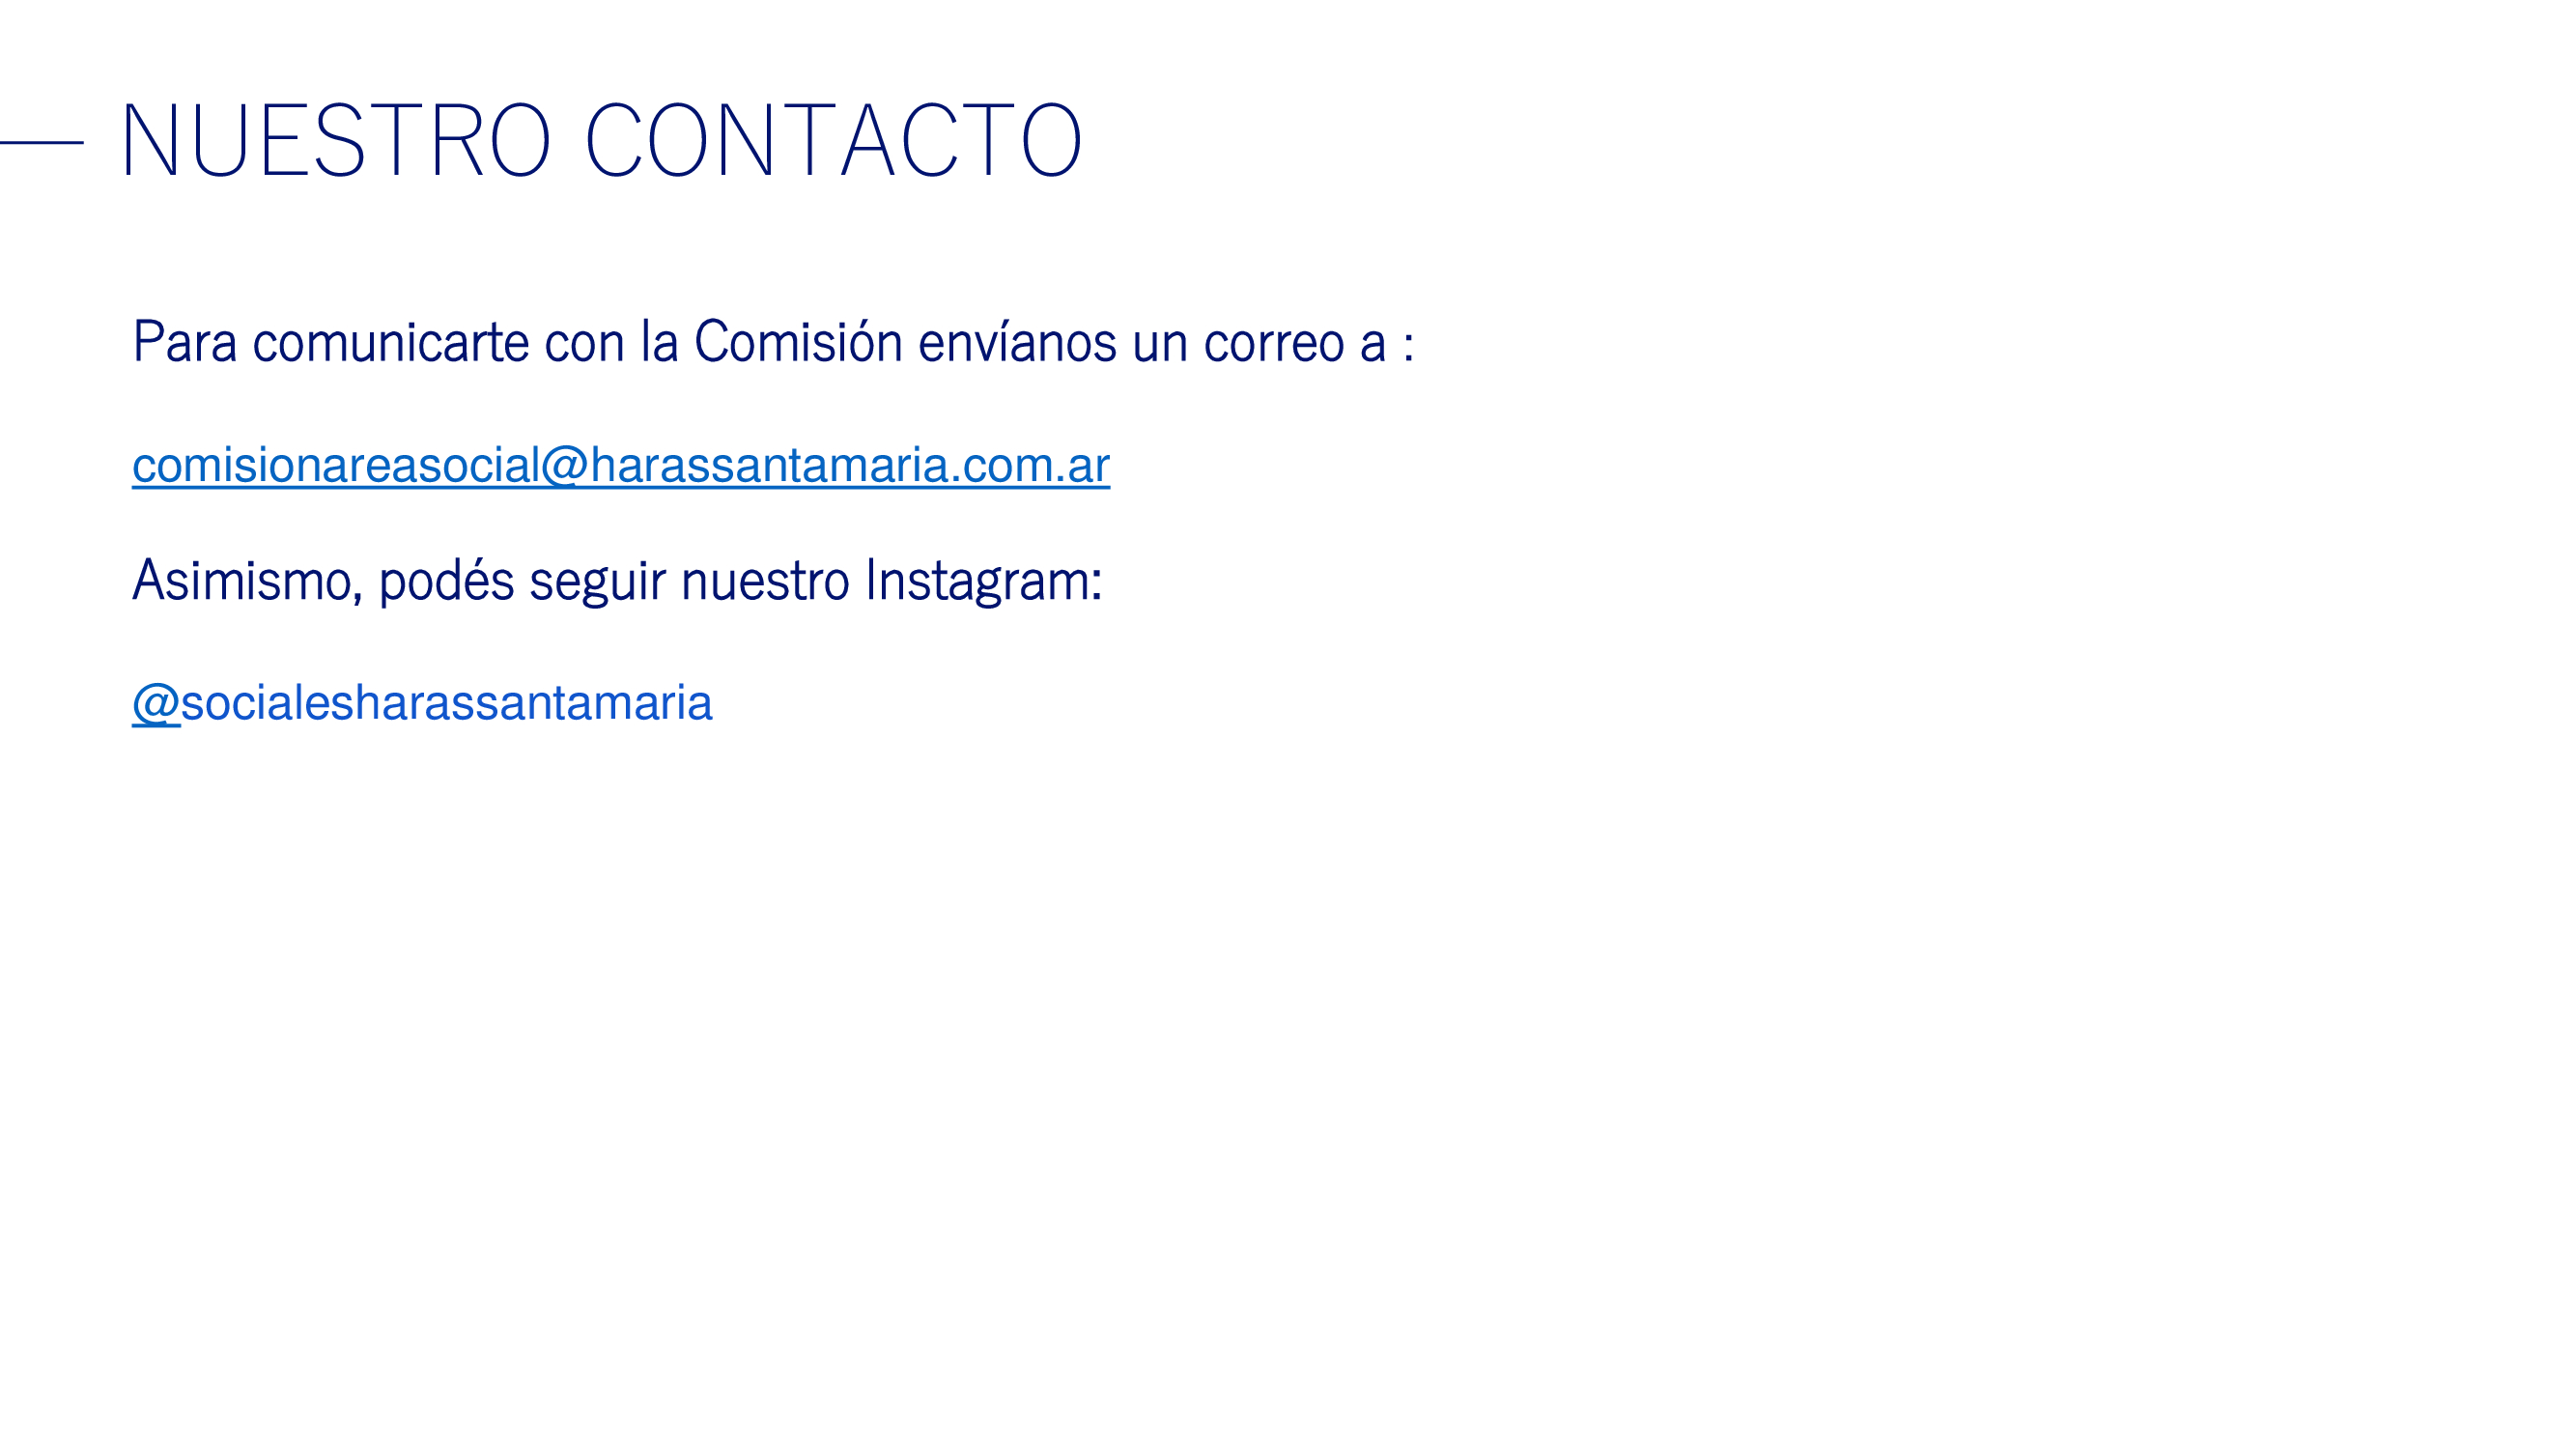 NUESTRO CONTACTO
Para comunicarte con la Comisión envíanos un correo a :
comisionareasocial@harassantamaria.com.ar
Asimismo, podés seguir nuestro Instagram:
@socialesharassantamaria